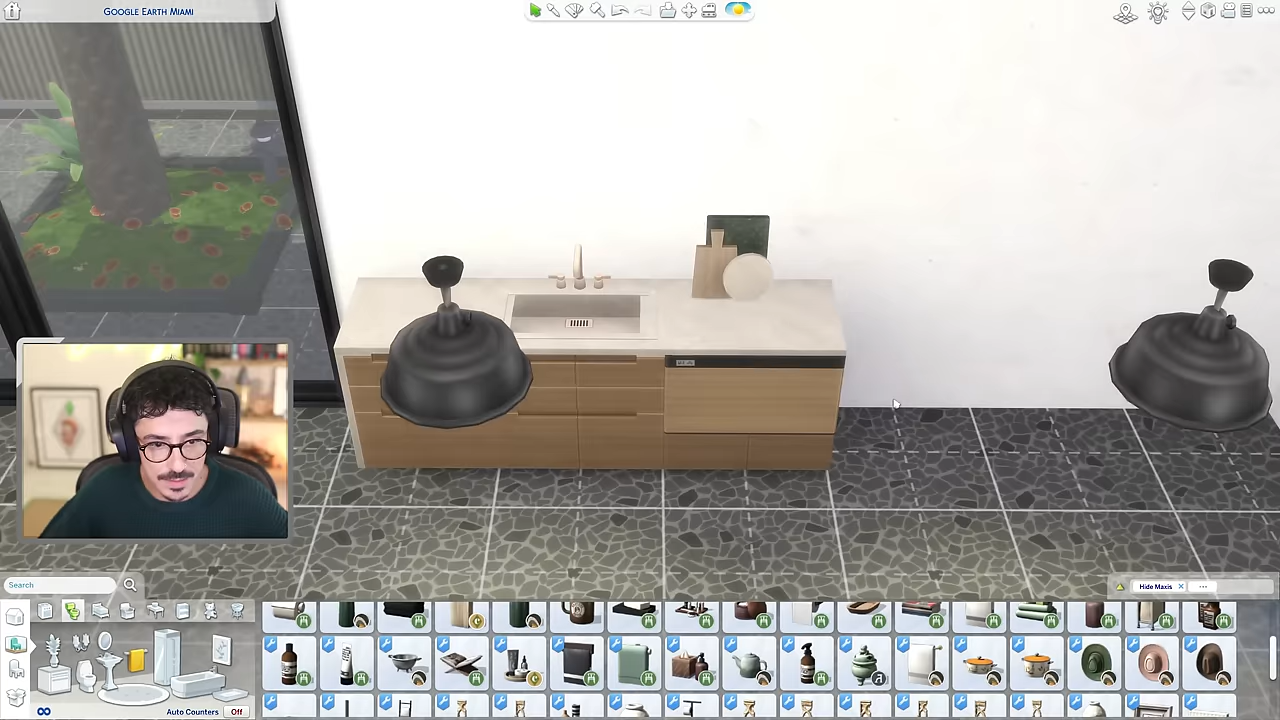 GOOGLE EARTH MIAMI
Search
Hide Maxis
Auto Counters
Off